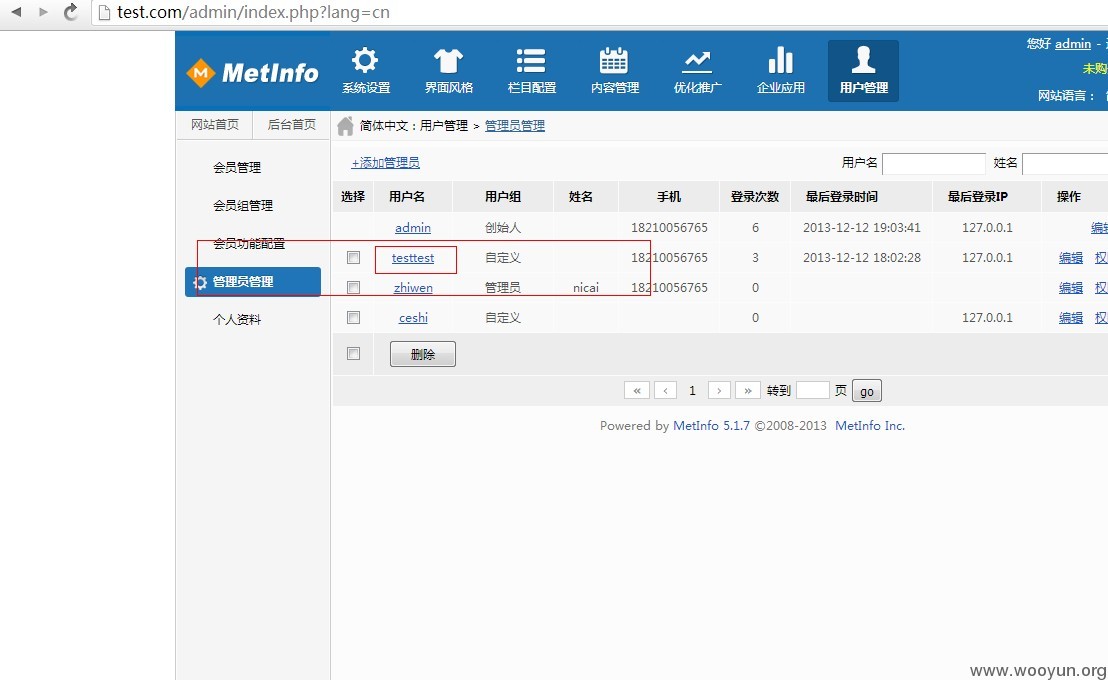 test.com/admin/index.php?lang=cn
MetInfo
系统设置 界面风格 栏目配置 内容管理 优化推广 企业应用 用户管理
您好 admin -
未购
网站语言：
网站首页 后台首页
简体中文：用户管理 > 管理员管理
会员管理
会员组管理
会员功能配置
管理员管理
个人资料
+添加管理员 用户名 姓名
选择 用户名 用户组 姓名 手机 登录次数 最后登录时间 最后登录IP 操作
admin 创始人 18210056765 6 2013-12-12 19:03:41 127.0.0.1 编辑
testtest 自定义 18210056765 3 2013-12-12 18:02:28 127.0.0.1 编辑 权
zhiwen 管理员 nicai 18210056765 0 编辑 权
ceshi 自定义 0 127.0.0.1 编辑 权
删除
« ‹ 1 › » 转到 页 go
Powered by MetInfo 5.1.7 ©2008-2013 MetInfo Inc.
www.wooyun.org